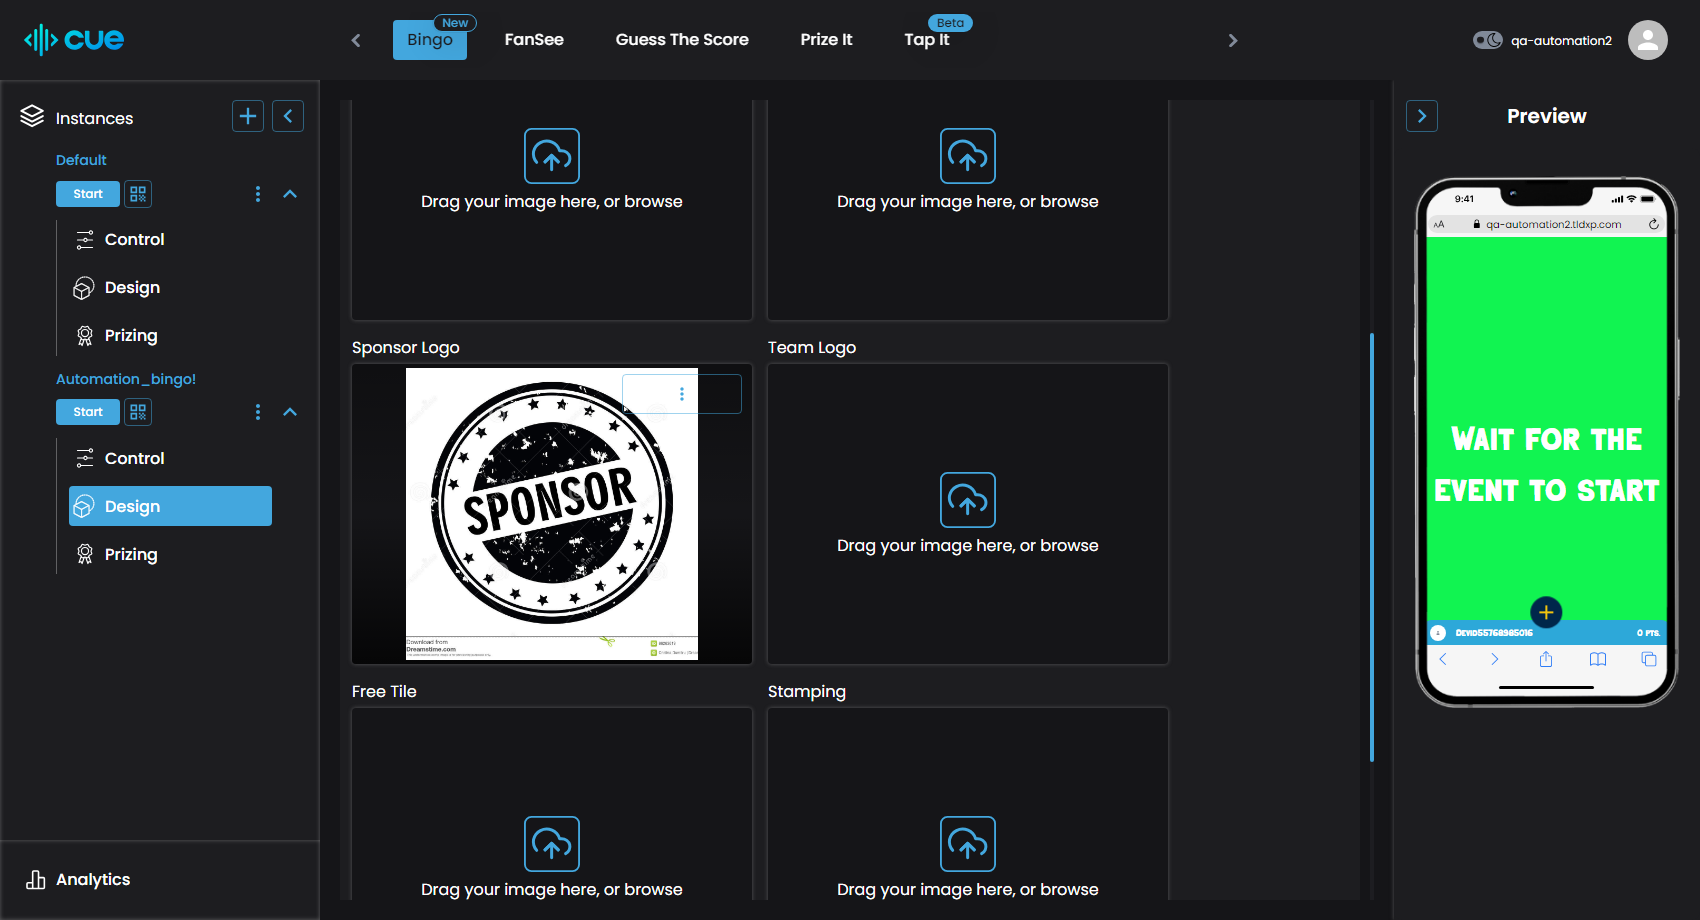 cue
Bingo
New
FanSee
Guess The Score
Prize It
Tap It
Beta
qa-automation2
Instances
Default
Start
Control
Design
Prizing
Automation_bingo!
Start
Control
Design
Prizing
Analytics
Drag your image here, or browse
Drag your image here, or browse
Sponsor Logo
Team Logo
SPONSOR
Download from
Dreamstime.com
Drag your image here, or browse
Free Tile
Stamping
Drag your image here, or browse
Drag your image here, or browse
Preview
9:41
AA
qa-automation2.tldxp.com
WAIT FOR THE
EVENT TO START
DEVID55768985016
0 PTS.